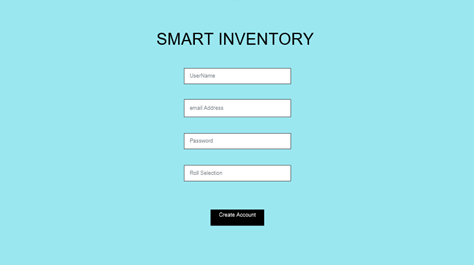 SMART INVENTORY
UserName
email Address
Password
Roll Selection
Create Account